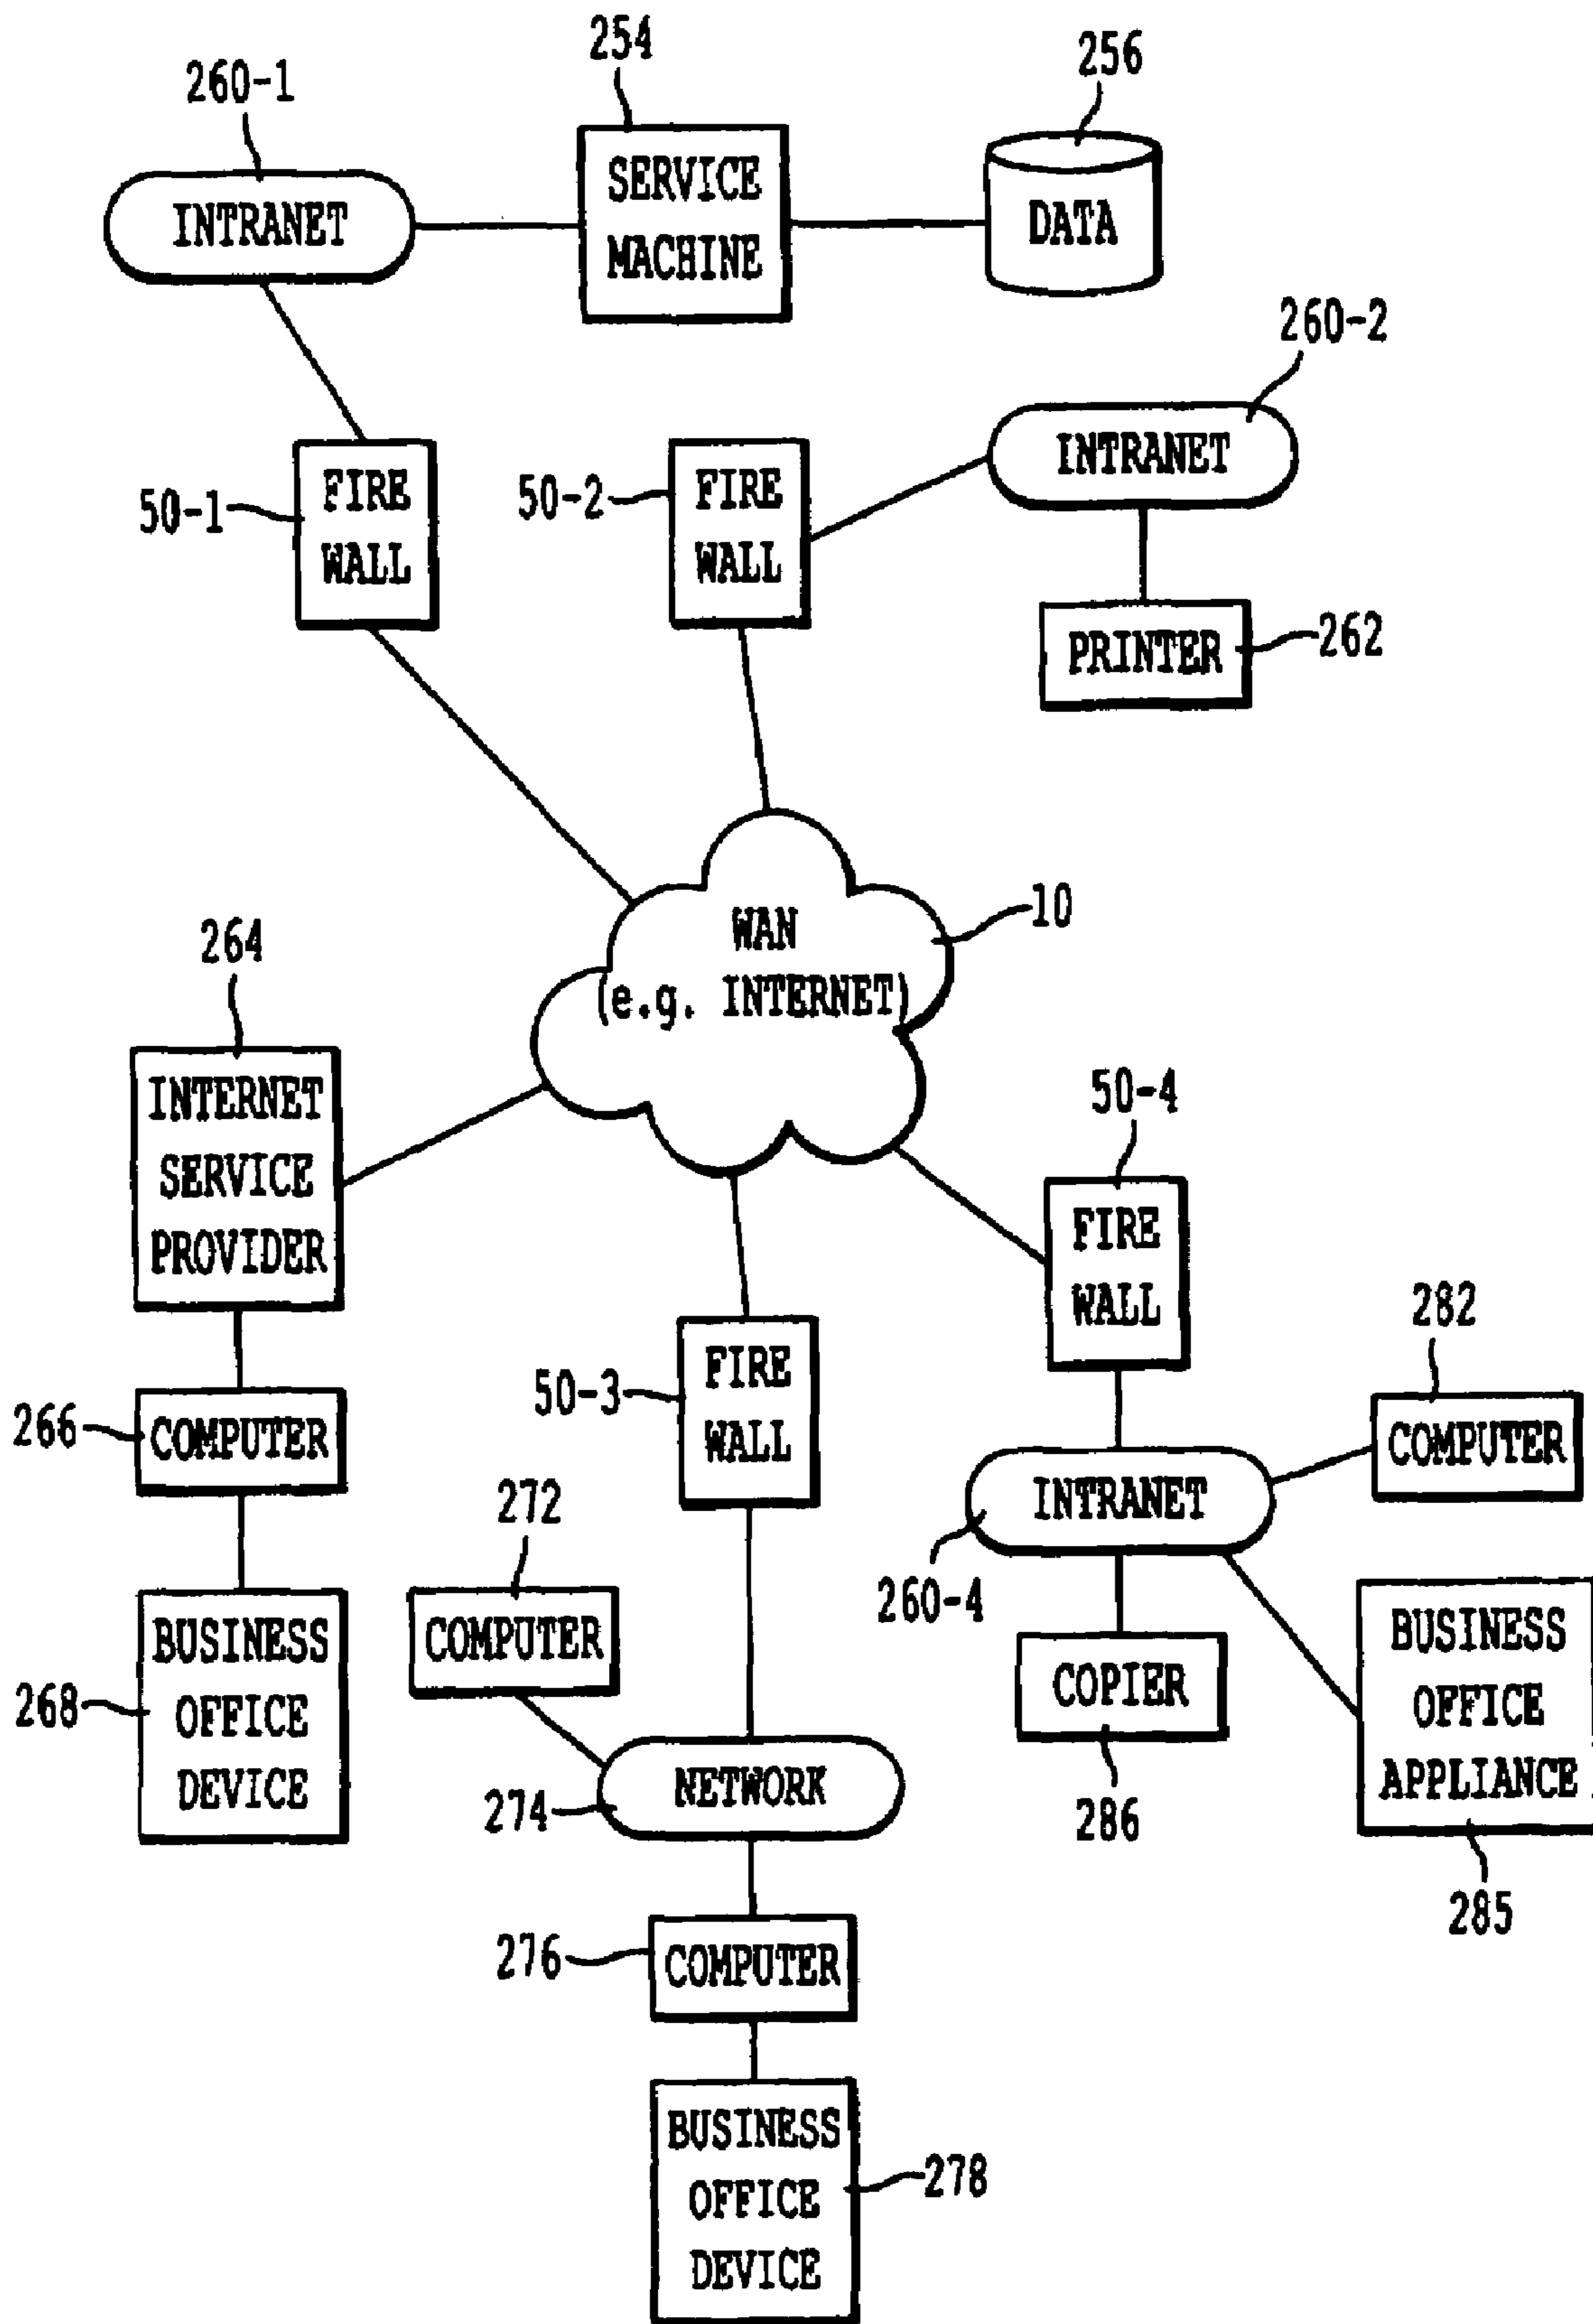 254
256
260-1
SERVICE
MACHINE
INTRANET
DATA
260-2
INTRANET
FIRE
WALL
50-1
FIRE
WALL
50-2
PRINTER
262
10
WAN
(e.g. INTERNET)
264
INTERNET
SERVICE
PROVIDER
50-4
FIRE
WALL
282
FIRE
WALL
50-3
266
COMPUTER
COMPUTER
272
INTRANET
260-4
COMPUTER
BUSINESS
OFFICE
DEVICE
268
COPIER
286
BUSINESS
OFFICE
APPLIANCE
285
NETWORK
274
276
COMPUTER
BUSINESS
OFFICE
DEVICE
278